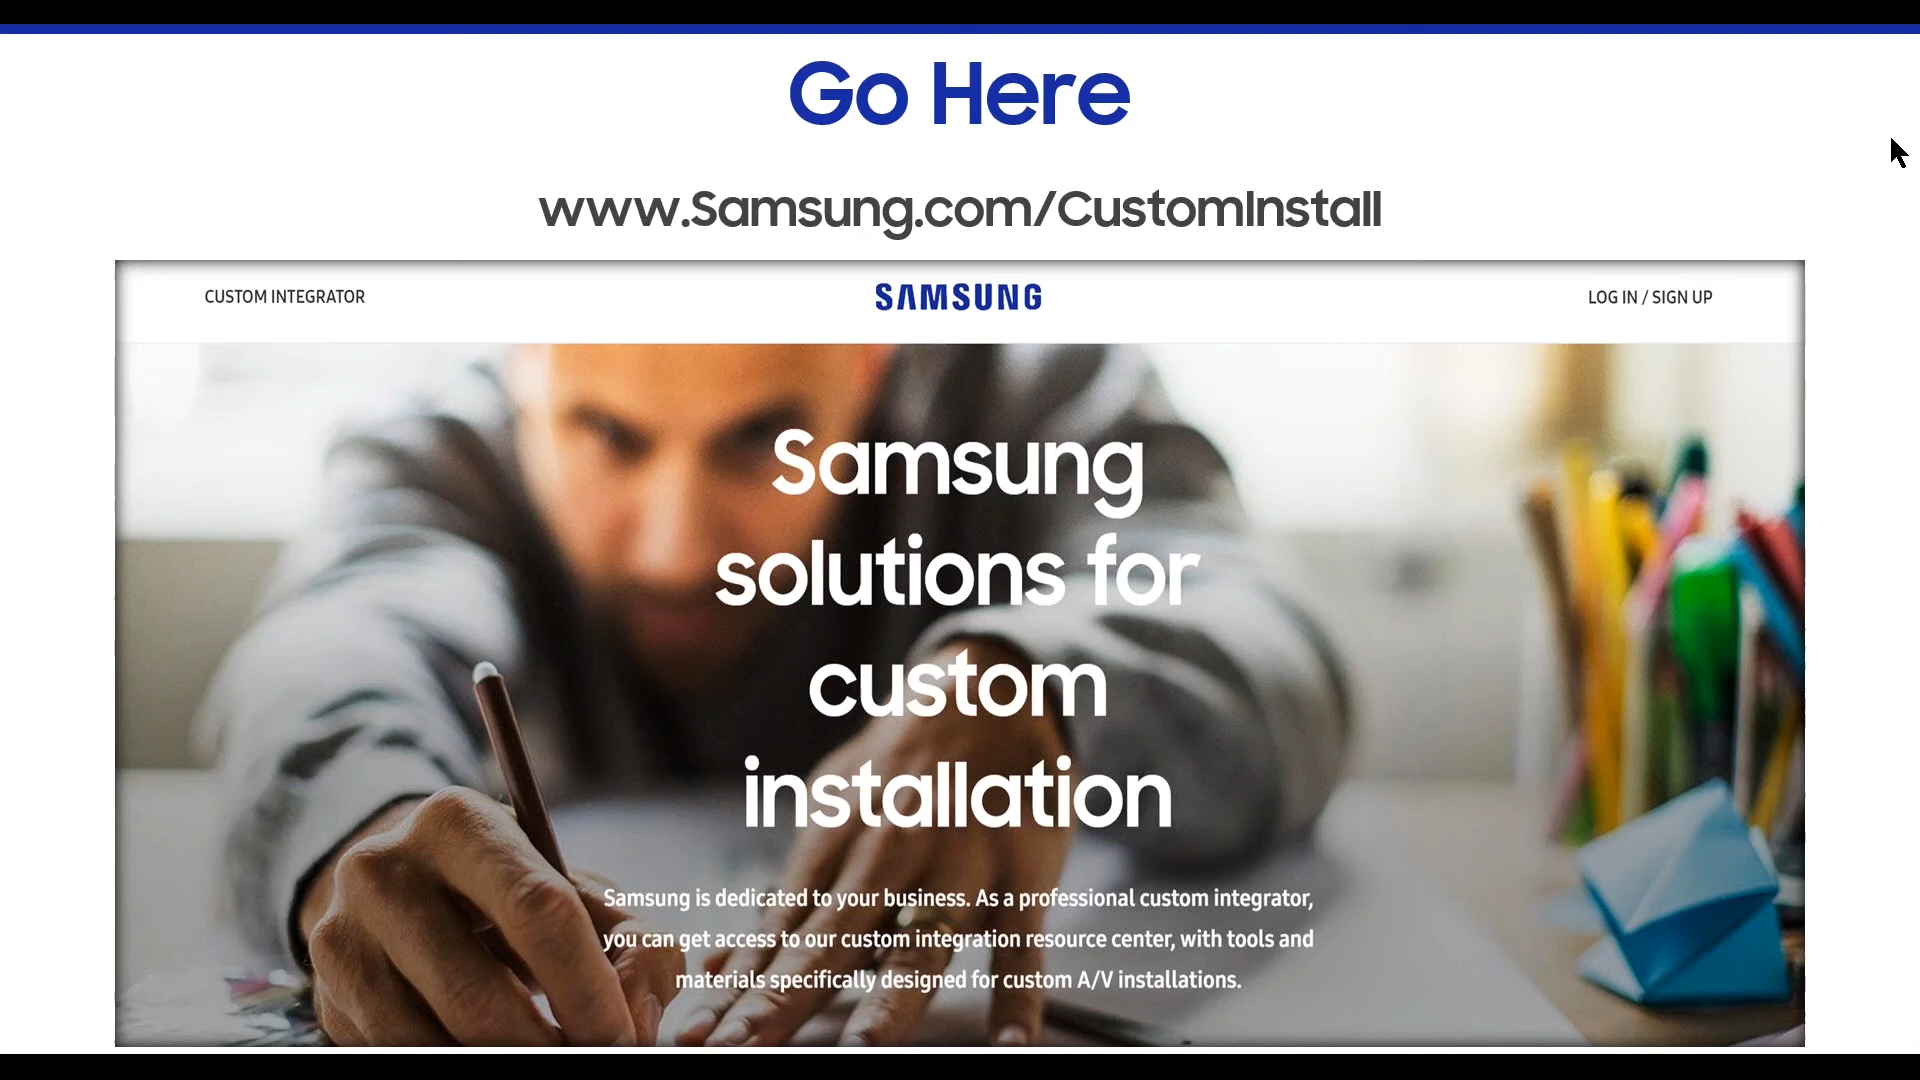 Go Here
www.Samsung.com/CustomInstall
CUSTOM INTEGRATOR
SAMSUNG
LOG IN / SIGN UP
Samsung
solutions for
custom
installation
Samsung is dedicated to your business. As a professional custom integrator,
you can get access to our custom integration resource center, with tools and
materials specifically designed for custom A/V installations.